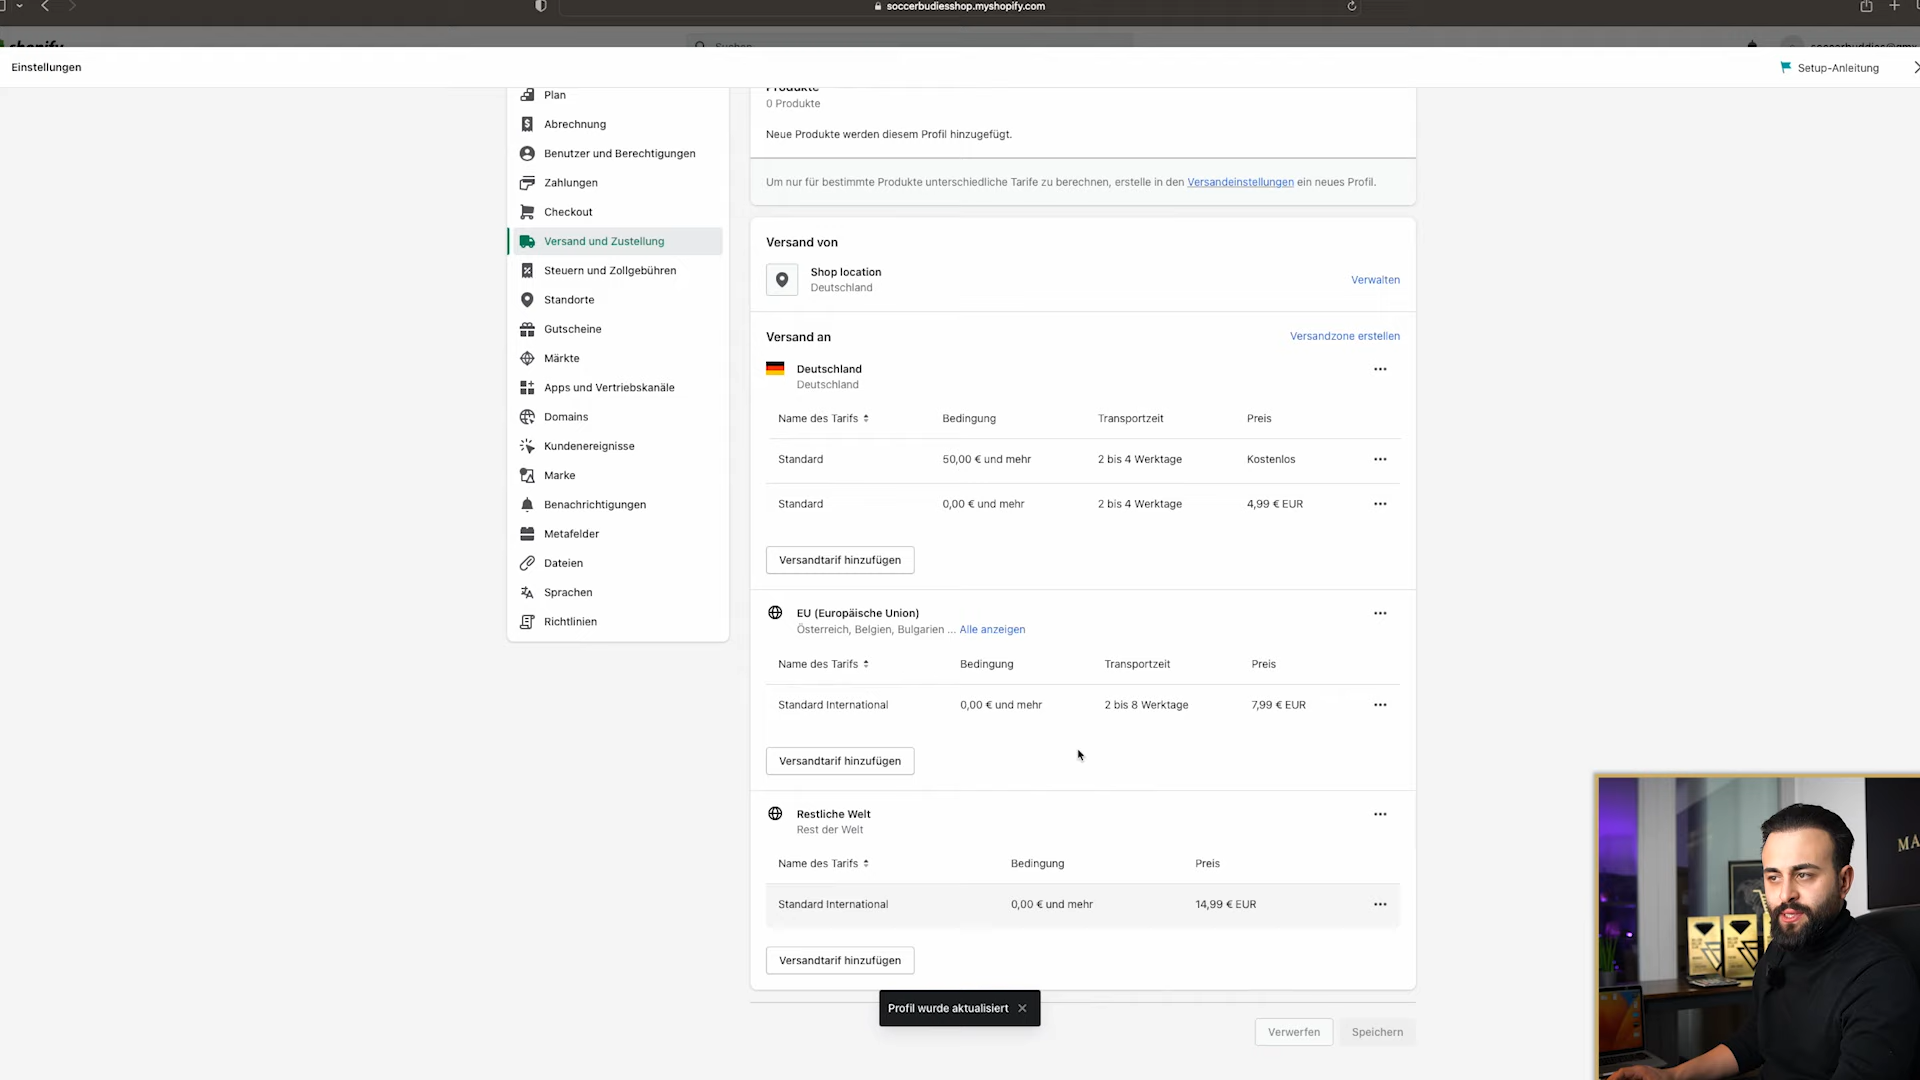 soccerbudiesshop.myshopify.com
shopify
Suchen
Einstellungen
Setup-Anleitung
Plan
Abrechnung
Benutzer und Berechtigungen
Zahlungen
Checkout
Versand und Zustellung
Steuern und Zollgebühren
Standorte
Gutscheine
Märkte
Apps und Vertriebskanäle
Domains
Kundenereignisse
Marke
Benachrichtigungen
Metafelder
Dateien
Sprachen
Richtlinien
Produkte
0 Produkte
Neue Produkte werden diesem Profil hinzugefügt.
Um nur für bestimmte Produkte unterschiedliche Tarife zu berechnen, erstelle in den Versandeinstellungen ein neues Profil.
Versand von
Shop location
Deutschland
Verwalten
Versand an
Versandzone erstellen
Deutschland
Deutschland
Name des Tarifs Bedingung Transportzeit Preis
Standard 50,00 € und mehr 2 bis 4 Werktage Kostenlos
Standard 0,00 € und mehr 2 bis 4 Werktage 4,99 € EUR
Versandtarif hinzufügen
EU (Europäische Union)
Österreich, Belgien, Bulgarien ... Alle anzeigen
Name des Tarifs Bedingung Transportzeit Preis
Standard International 0,00 € und mehr 2 bis 8 Werktage 7,99 € EUR
Versandtarif hinzufügen
Restliche Welt
Rest der Welt
Name des Tarifs Bedingung Preis
Standard International 0,00 € und mehr 14,99 € EUR
Versandtarif hinzufügen
Profil wurde aktualisiert
Verwerfen
Speichern
MA